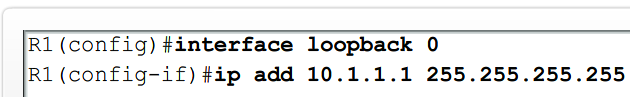 R1(config)#interface loopback 0
R1(config-if)#ip add 10.1.1.1 255.255.255.255